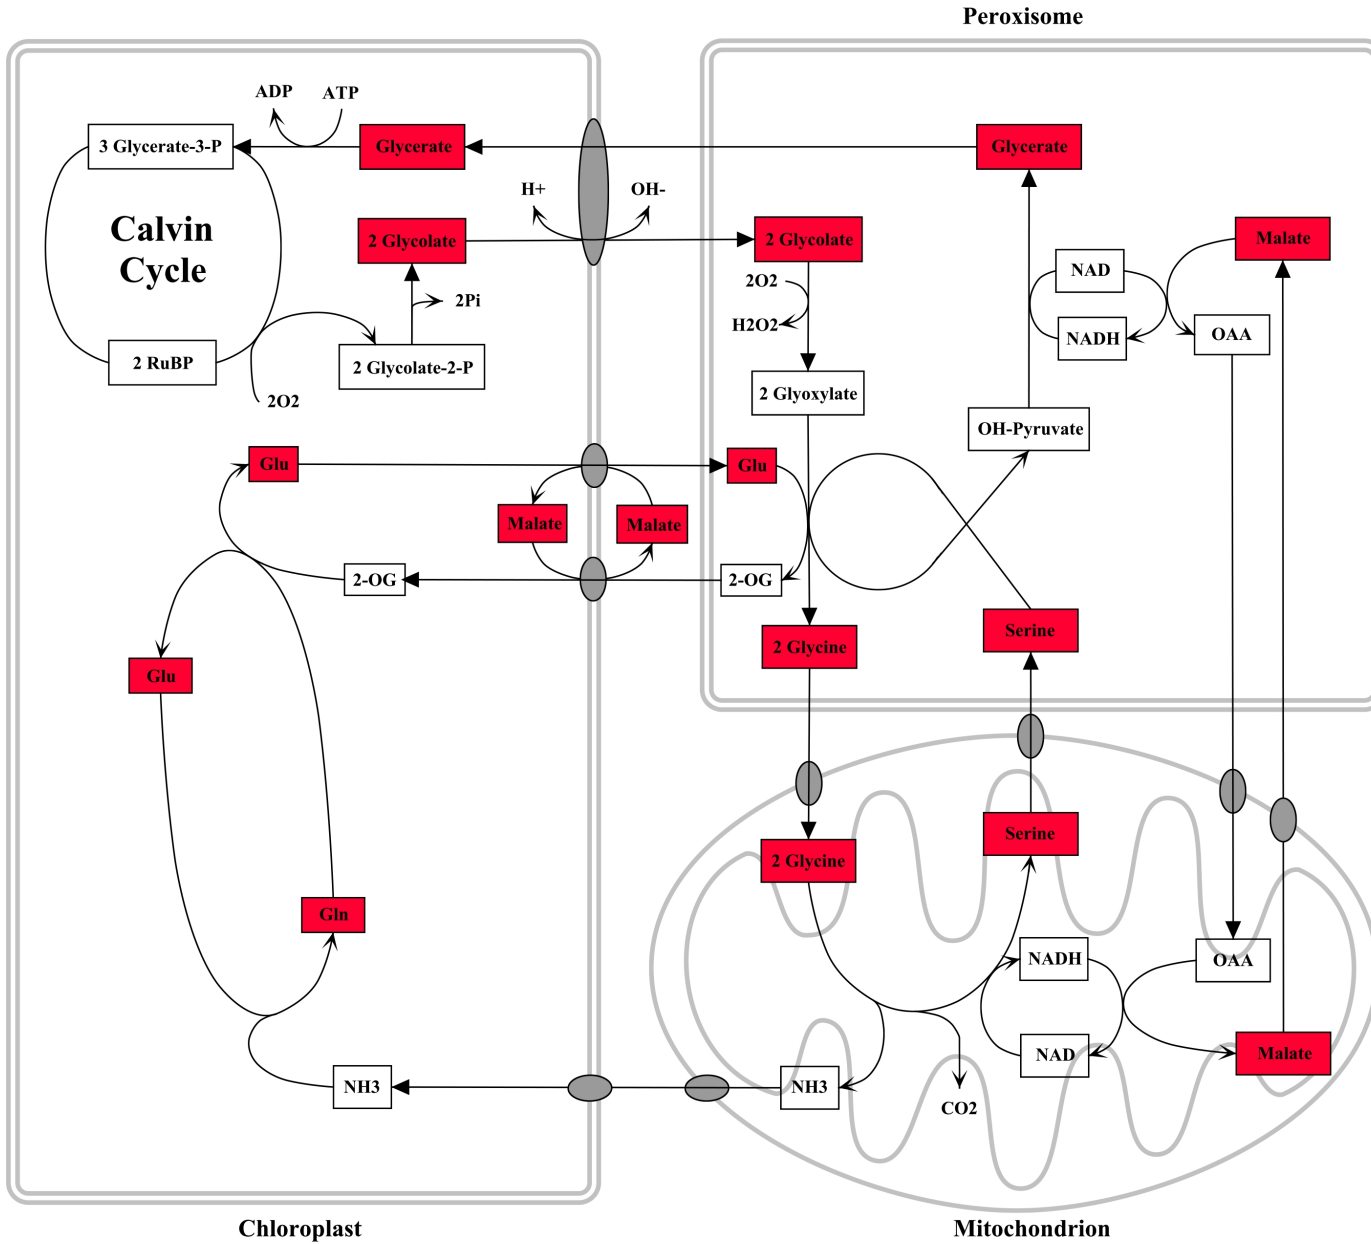 Peroxisome
ADP
ATP
3 Glycerate-3-P
Glycerate
Glycerate
H+
OH-
Calvin
Cycle
2 Glycolate
2 Glycolate
Malate
NAD
2O2
2Pi
H2O2
NADH
OAA
2 RuBP
2 Glycolate-2-P
2 Glyoxylate
2O2
OH-Pyruvate
Glu
Glu
Malate
Malate
2-OG
2-OG
Serine
2 Glycine
Glu
Serine
2 Glycine
Gln
NADH
OAA
NAD
Malate
NH3
NH3
CO2
Chloroplast
Mitochondrion